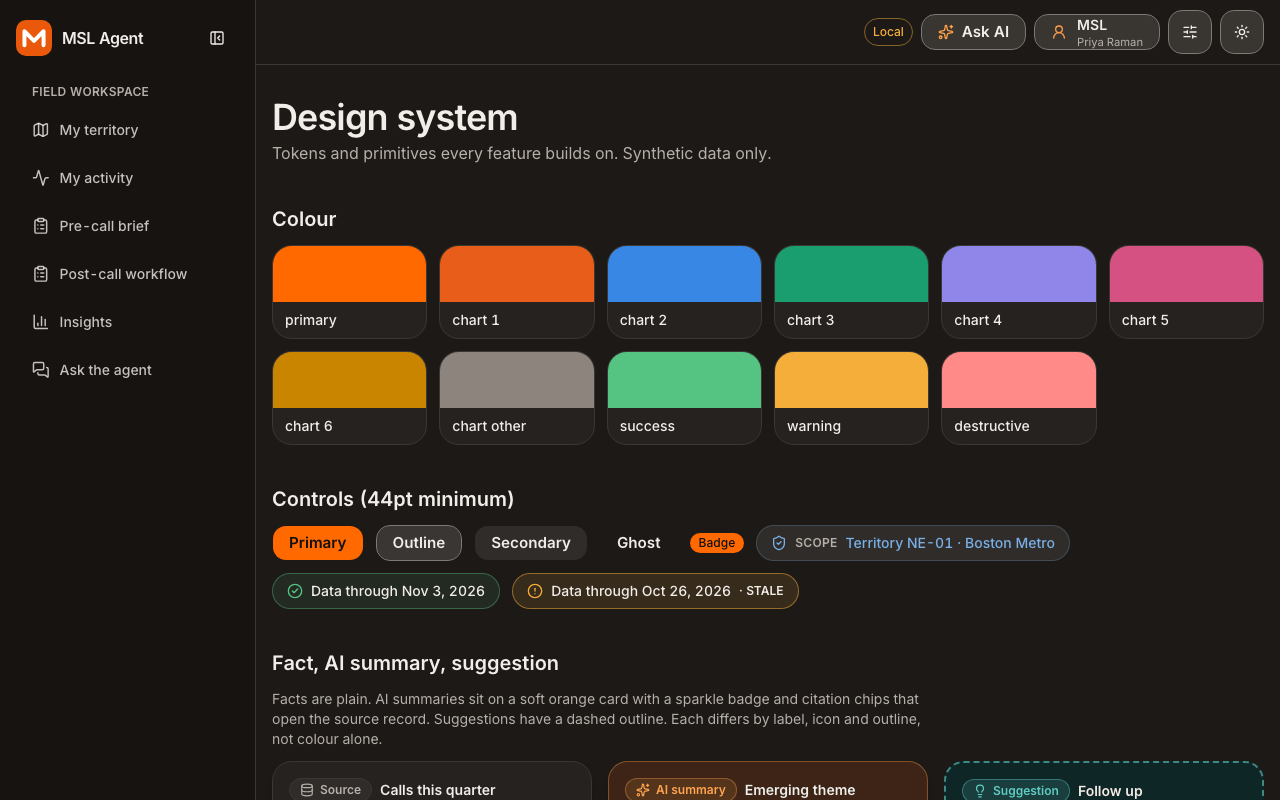 MSL Agent
Local
Ask AI
MSL
Priya Raman
FIELD WORKSPACE
My territory
My activity
Pre-call brief
Post-call workflow
Insights
Ask the agent
Design system
Tokens and primitives every feature builds on. Synthetic data only.
Colour
primary
chart 1
chart 2
chart 3
chart 4
chart 5
chart 6
chart other
success
warning
destructive
Controls (44pt minimum)
Primary
Outline
Secondary
Ghost
Badge
SCOPE Territory NE-01 · Boston Metro
Data through Nov 3, 2026
Data through Oct 26, 2026 · STALE
Fact, AI summary, suggestion
Facts are plain. AI summaries sit on a soft orange card with a sparkle badge and citation chips that
open the source record. Suggestions have a dashed outline. Each differs by label, icon and outline,
not colour alone.
Source Calls this quarter
AI summary Emerging theme
Suggestion Follow up